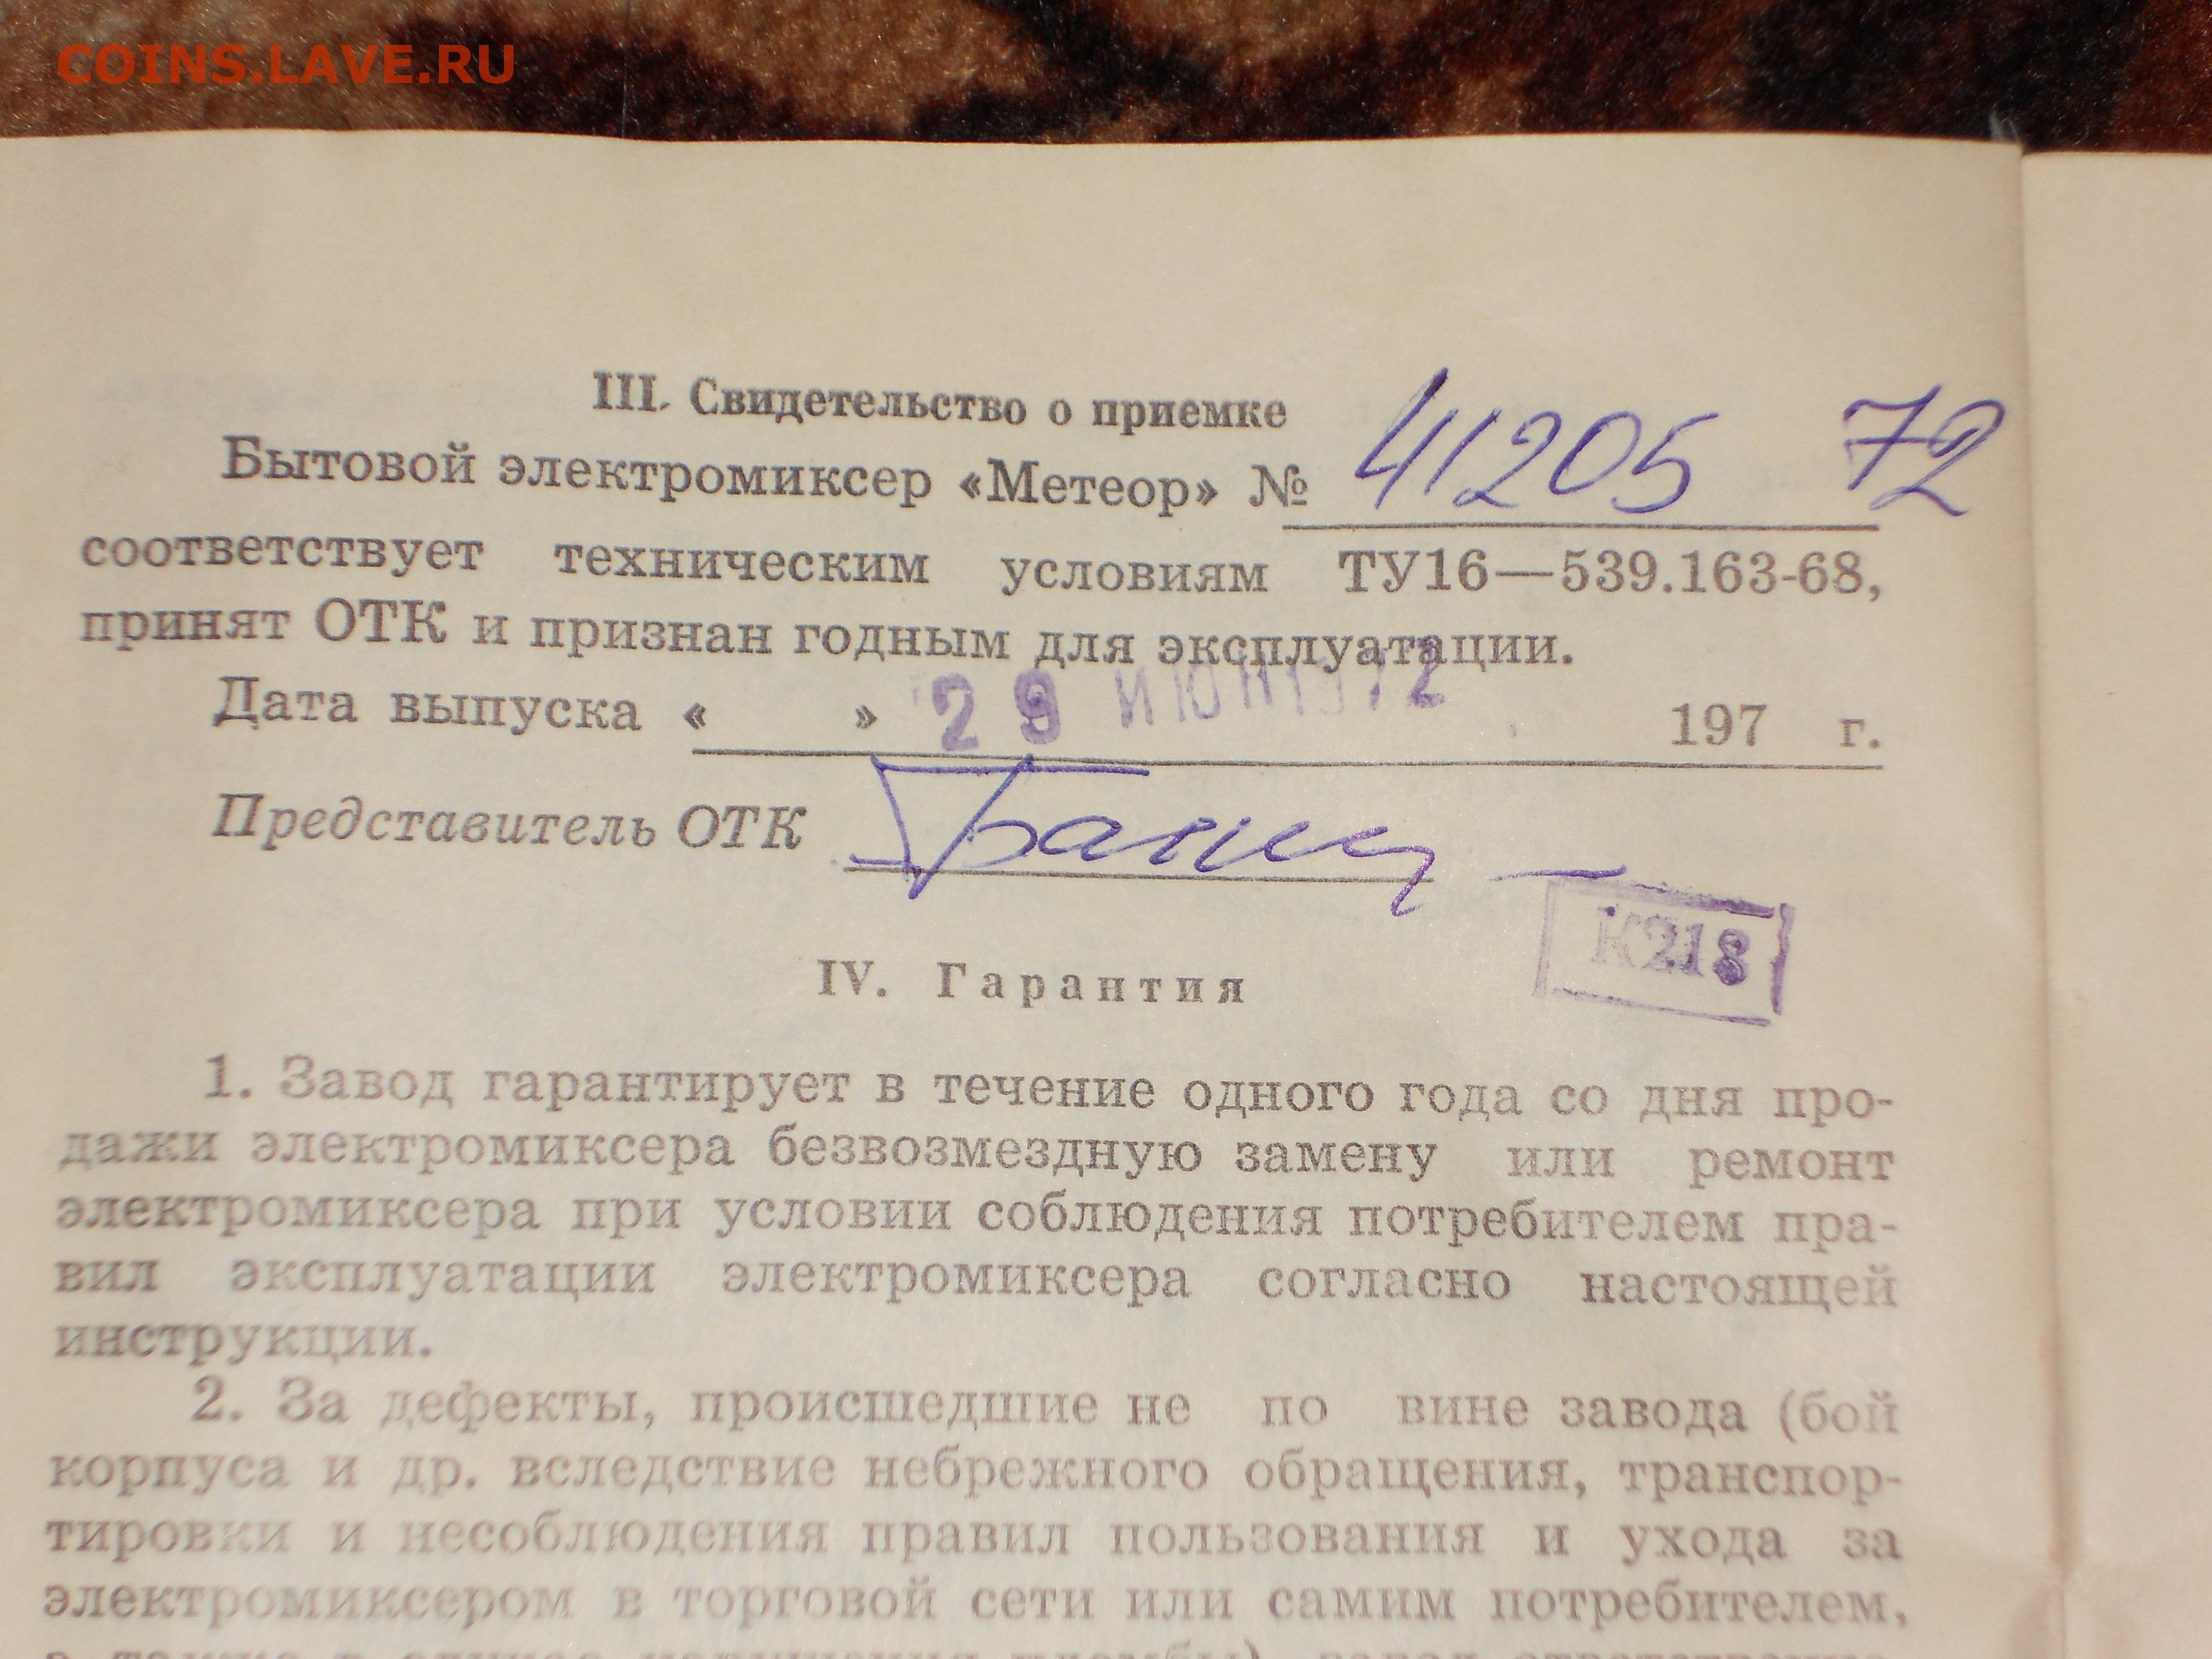 COINS.LAVE.RU
III. Свидетельство о приемке
Бытовой электромиксер «Метеор» № 41205 72
соответствует техническим условиям ТУ16—539.163-68,
принят ОТК и признан годным для эксплуатации.
Дата выпуска « » 29 197 г.
Представитель ОТК
К218
IV. Гарантия
1. Завод гарантирует в течение одного года со дня про-
дажи электромиксера безвозмездную замену или ремонт
электромиксера при условии соблюдения потребителем пра-
вил эксплуатации электромиксера согласно настоящей
инструкции.
2. За дефекты, происшедшие не по вине завода (бой
корпуса и др. вследствие небрежного обращения, транспор-
тировки и несоблюдения правил пользования и ухода за
электромиксером в торговой сети или самим потребителем,